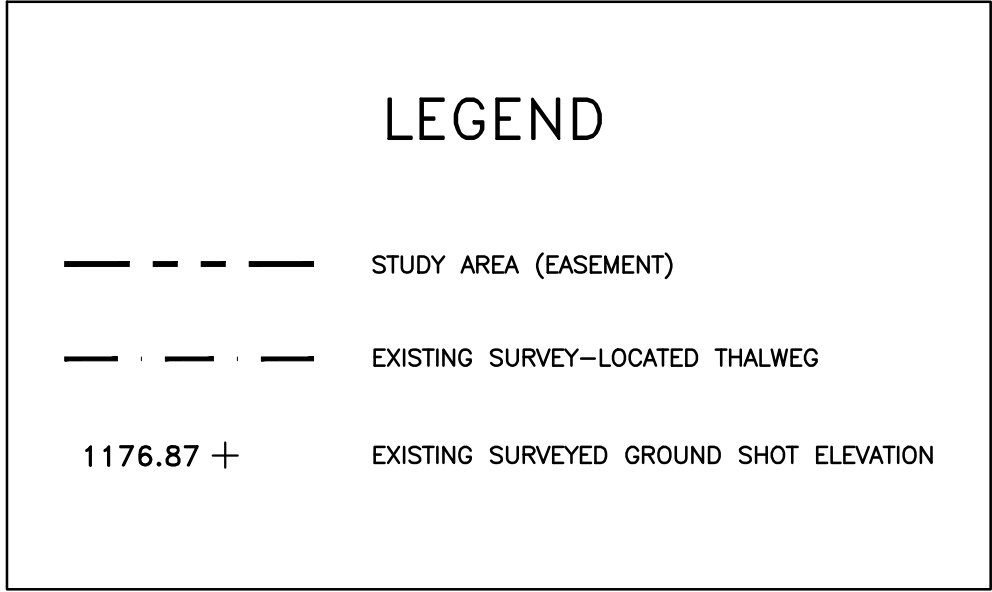 LEGEND
STUDY AREA (EASEMENT)
EXISTING SURVEY-LOCATED THALWEG
1176.87 + EXISTING SURVEYED GROUND SHOT ELEVATION